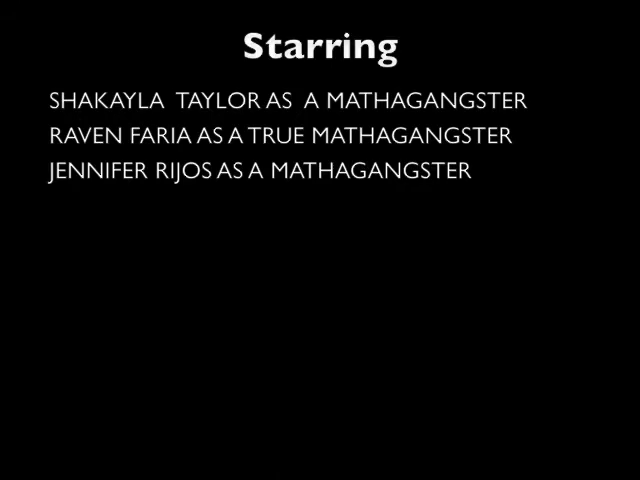 Starring
SHAKAYLA  TAYLOR AS  A MATHAGANGSTER
RAVEN FARIA AS A TRUE MATHAGANGSTER
JENNIFER RIJOS AS A MATHAGANGSTER